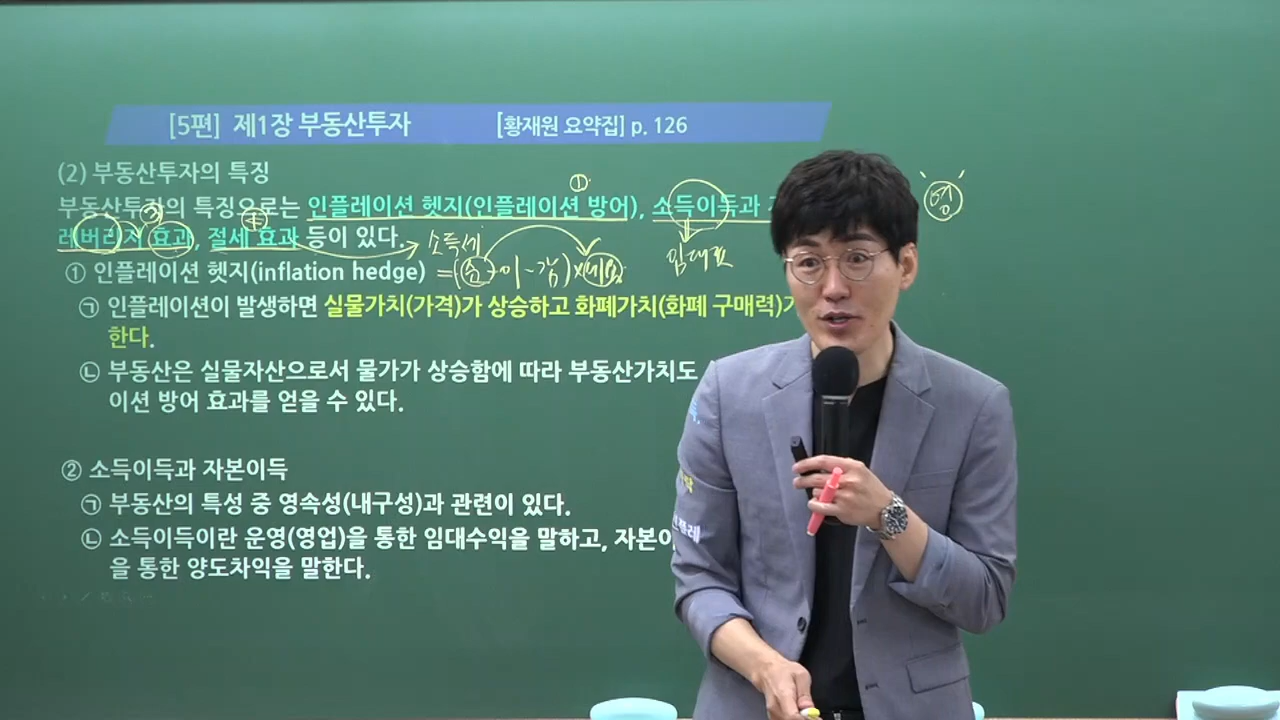 [5편] 제1장 부동산투자 [황재원 요약집] p. 126
(2) 부동산투자의 특징
①
부동산투자의 특징으로는 인플레이션 헷지(인플레이션 방어), 소득이득과
영
③ ④
레버리지 효과, 절세 효과 등이 있다. 소득세
임대료
① 인플레이션 헷지(inflation hedge) =(순-이-감)×세율
㉠ 인플레이션이 발생하면 실물가치(가격)가 상승하고 화폐가치(화폐 구매력)가
한다.
㉡ 부동산은 실물자산으로서 물가가 상승함에 따라 부동산가치도
이션 방어 효과를 얻을 수 있다.
② 소득이득과 자본이득
㉠ 부동산의 특성 중 영속성(내구성)과 관련이 있다.
㉡ 소득이득이란 운영(영업)을 통한 임대수익을 말하고, 자본이
을 통한 양도차익을 말한다.